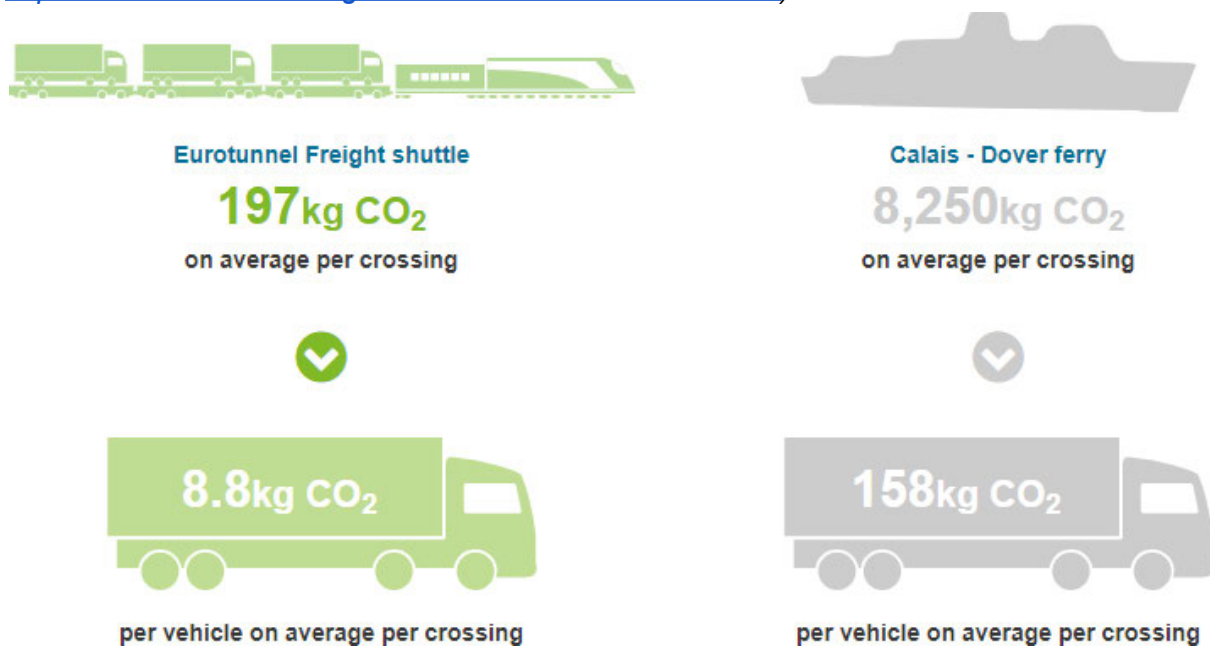 Eurotunnel Freight shuttle
197kg CO₂
on average per crossing
8.8kg CO₂
per vehicle on average per crossing
Calais - Dover ferry
8,250kg CO₂
on average per crossing
158kg CO₂
per vehicle on average per crossing